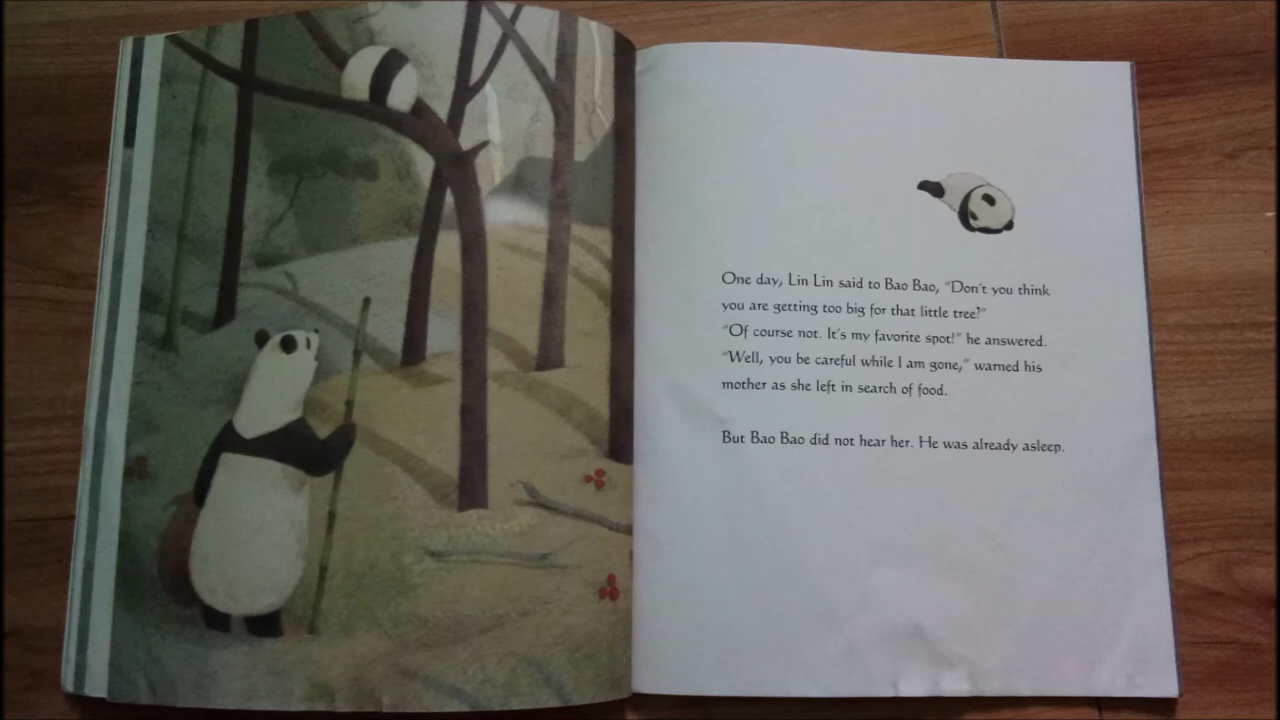 One day, Lin Lin said to Bao Bao, “Don’t you think
you are getting too big for that little tree?”
“Of course not. It’s my favorite spot!” he answered.
“Well, you be careful while I am gone,” warned his
mother as she left in search of food.
But Bao Bao did not hear her. He was already asleep.